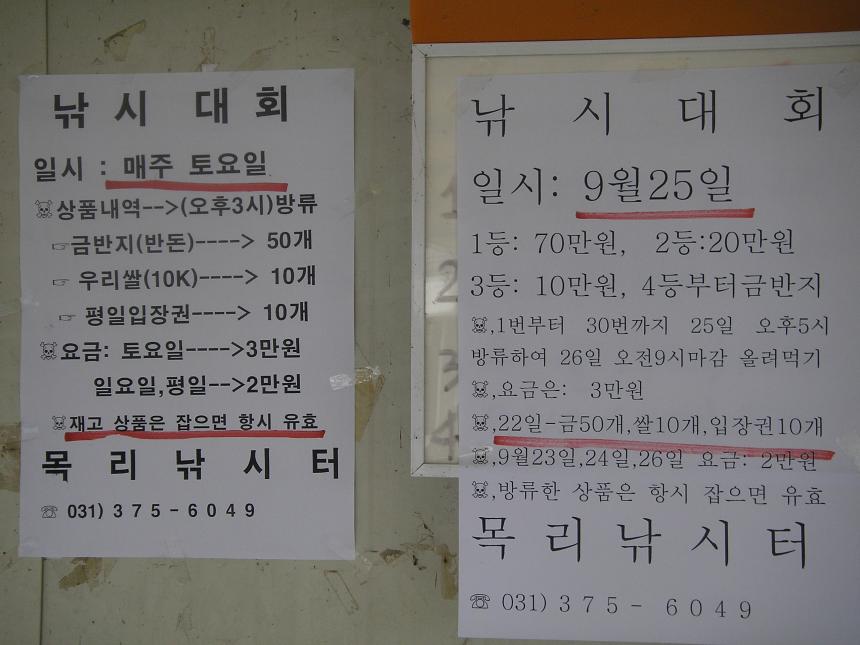 낚시 대회
일시 : 매주 토요일
☠상품내역-->(오후3시)방류
☞금반지(반돈)----> 50개
☞ 우리쌀(10K)----> 10개
☞ 평일입장권----> 10개
☠요금: 토요일---->3만원
일요일,평일-->2만원
☠재고 상품은 잡으면 항시 유효
목리낚시터
☏ 031) 375-6049
낚시대회
일시: 9월25일
1등: 70만원, 2등:20만원
3등: 10만원, 4등부터금반지
☠,1번부터 30번까지 25일 오후5시
방류하여 26일 오전9시마감 올려먹기
☠,요금은: 3만원
☠,22일-금50개,쌀10개,입장권10개
☠,9월23일,24일,26일 요금: 2만원
☠,방류한 상품은 항시 잡으면 유효
목리낚시터
☏ 031) 375- 6049